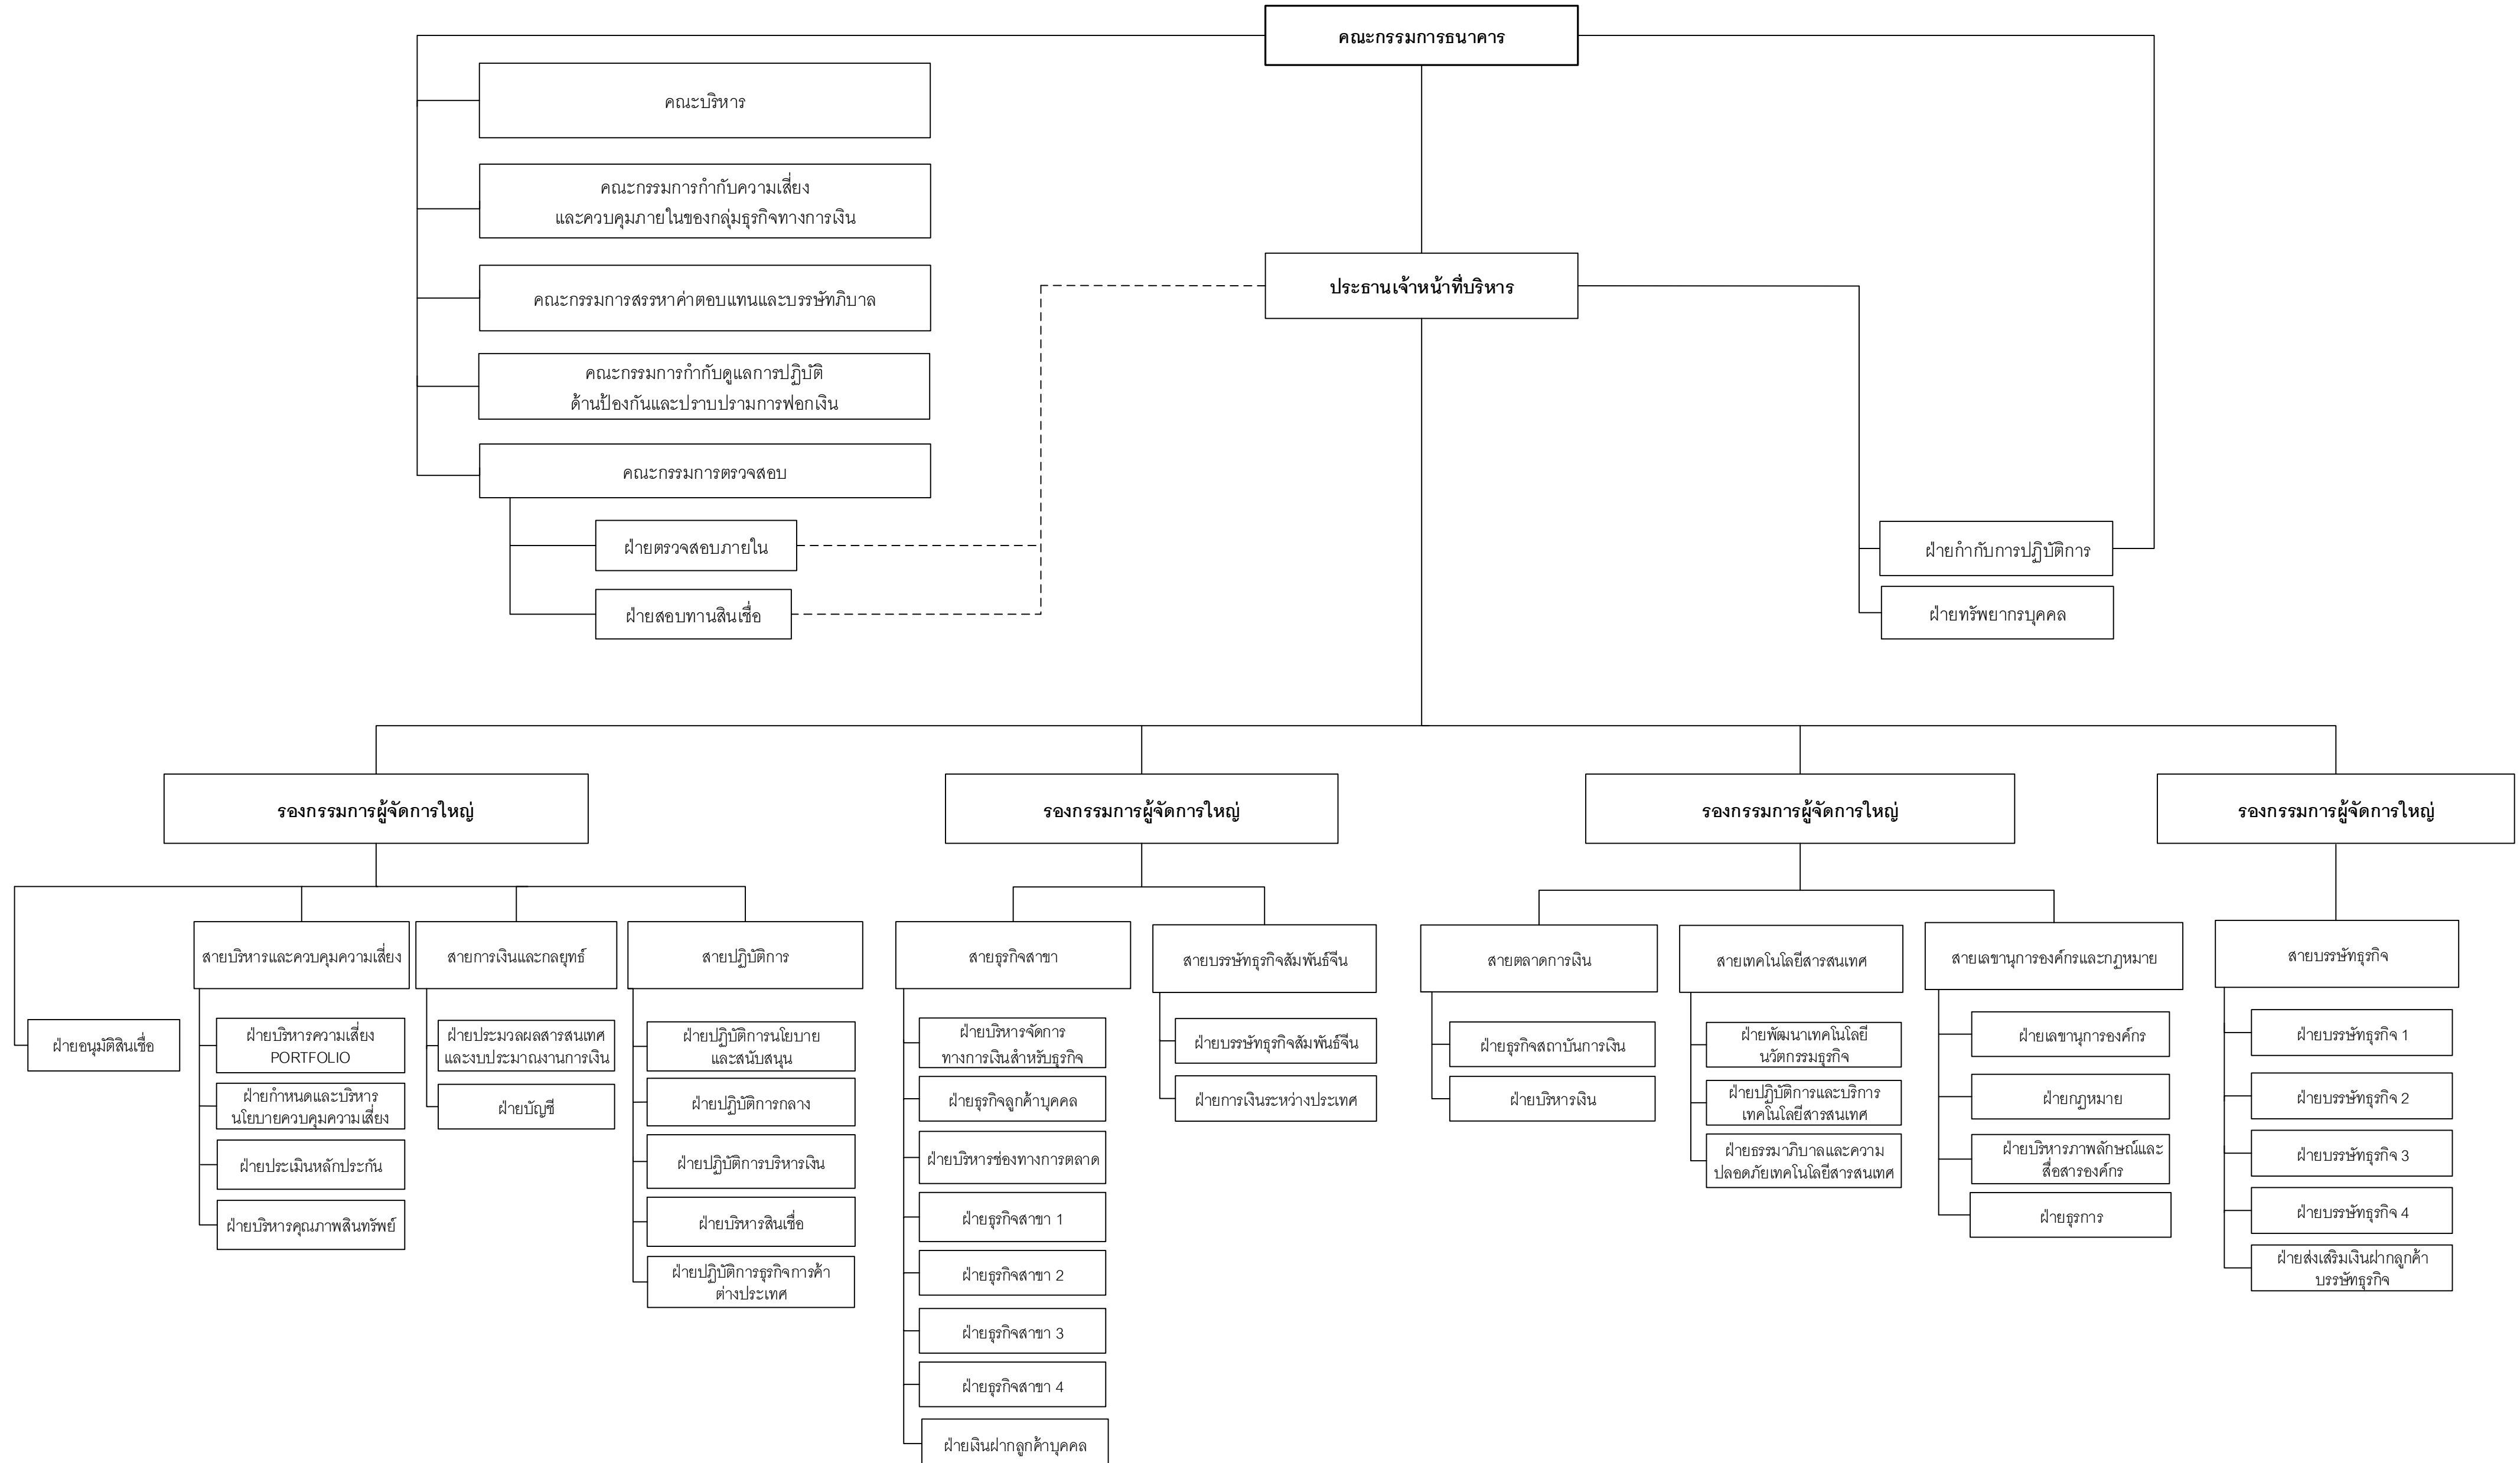 คณะกรรมการธนาคาร
คณะบริหาร
คณะกรรมการกำกับความเสี่ยง
และควบคุมภายในของกลุ่มธุรกิจทางการเงิน
คณะกรรมการสรรหาค่าตอบแทนและบรรษัทภิบาล
คณะกรรมการกำกับดูแลการปฏิบัติ
ด้านป้องกันและปราบปรามการฟอกเงิน
คณะกรรมการตรวจสอบ
ฝ่ายตรวจสอบภายใน
ฝ่ายสอบทานสินเชื่อ
ประธานเจ้าหน้าที่บริหาร
ฝ่ายกำกับการปฏิบัติการ
ฝ่ายทรัพยากรบุคคล
รองกรรมการผู้จัดการใหญ่
ฝ่ายอนุมัติสินเชื่อ
สายบริหารและควบคุมความเสี่ยง
ฝ่ายบริหารความเสี่ยง
PORTFOLIO
ฝ่ายกำหนดและบริหาร
นโยบายควบคุมความเสี่ยง
ฝ่ายประเมินหลักประกัน
ฝ่ายบริหารคุณภาพสินทรัพย์
สายการเงินและกลยุทธ์
ฝ่ายประมวลผลสารสนเทศ
และงบประมาณงานการเงิน
ฝ่ายบัญชี
สายปฏิบัติการ
ฝ่ายปฏิบัติการนโยบาย
และสนับสนุน
ฝ่ายปฏิบัติการกลาง
ฝ่ายปฏิบัติการบริหารเงิน
ฝ่ายบริหารสินเชื่อ
ฝ่ายปฏิบัติการธุรกิจการค้า
ต่างประเทศ
รองกรรมการผู้จัดการใหญ่
สายธุรกิจสาขา
ฝ่ายบริหารจัดการ
ทางการเงินสำหรับธุรกิจ
ฝ่ายธุรกิจลูกค้าบุคคล
ฝ่ายบริหารช่องทางการตลาด
ฝ่ายธุรกิจสาขา 1
ฝ่ายธุรกิจสาขา 2
ฝ่ายธุรกิจสาขา 3
ฝ่ายธุรกิจสาขา 4
ฝ่ายเงินฝากลูกค้าบุคคล
สายบรรษัทธุรกิจสัมพันธ์จีน
ฝ่ายบรรษัทธุรกิจสัมพันธ์จีน
ฝ่ายการเงินระหว่างประเทศ
รองกรรมการผู้จัดการใหญ่
สายตลาดการเงิน
ฝ่ายธุรกิจสถาบันการเงิน
ฝ่ายบริหารเงิน
สายเทคโนโลยีสารสนเทศ
ฝ่ายพัฒนาเทคโนโลยี
นวัตกรรมธุรกิจ
ฝ่ายปฏิบัติการและบริการ
เทคโนโลยีสารสนเทศ
ฝ่ายธรรมาภิบาลและความ
ปลอดภัยเทคโนโลยีสารสนเทศ
สายเลขานุการองค์กรและกฎหมาย
ฝ่ายเลขานุการองค์กร
ฝ่ายกฎหมาย
ฝ่ายบริหารภาพลักษณ์และ
สื่อสารองค์กร
ฝ่ายธุรการ
รองกรรมการผู้จัดการใหญ่
สายบรรษัทธุรกิจ
ฝ่ายบรรษัทธุรกิจ 1
ฝ่ายบรรษัทธุรกิจ 2
ฝ่ายบรรษัทธุรกิจ 3
ฝ่ายบรรษัทธุรกิจ 4
ฝ่ายส่งเสริมเงินฝากลูกค้า
บรรษัทธุรกิจ